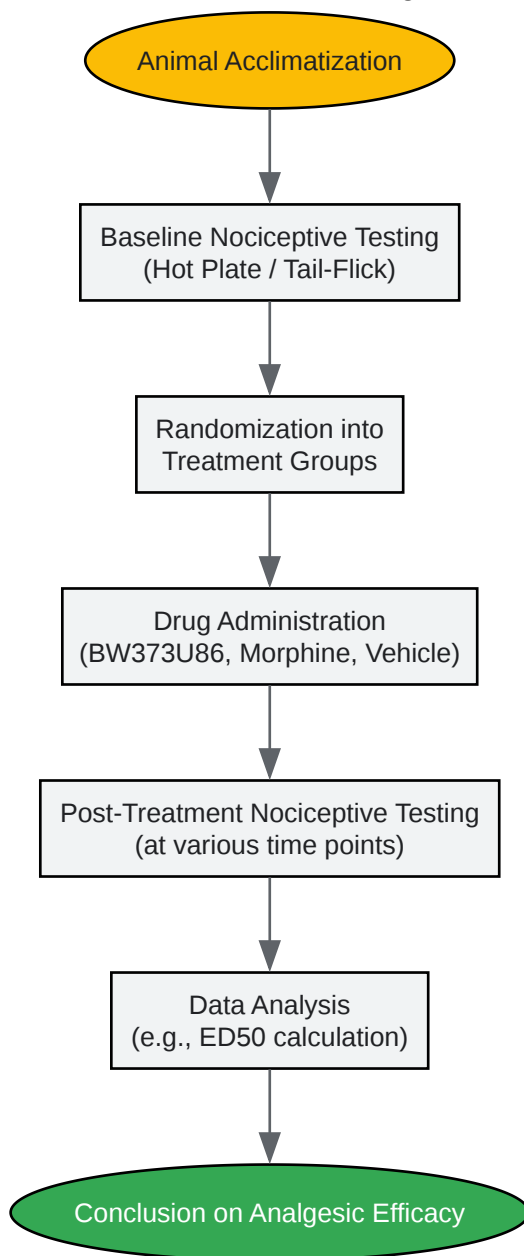 Animal Acclimatization
Baseline Nociceptive Testing
(Hot Plate / Tail-Flick)
Randomization into
Treatment Groups
Drug Administration
(BW373U86, Morphine, Vehicle)
Post-Treatment Nociceptive Testing
(at various time points)
Data Analysis
(e.g., ED50 calculation)
Conclusion on Analgesic Efficacy